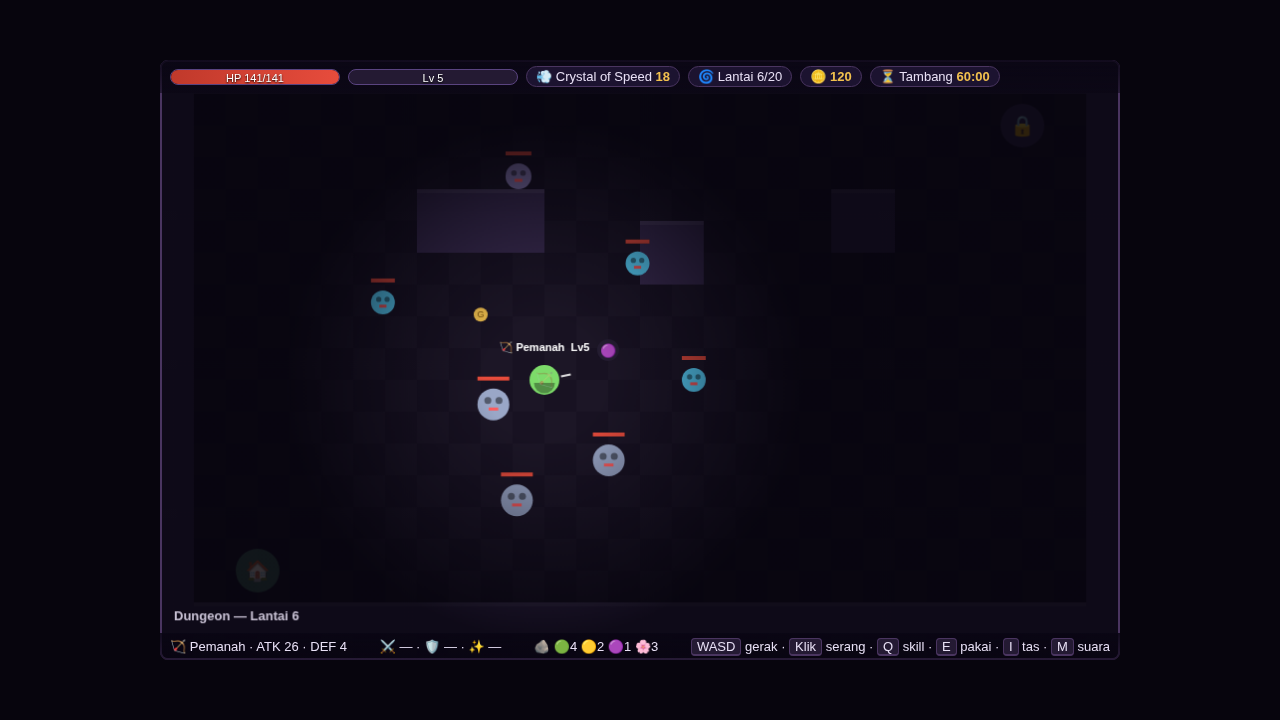 HP 141/141
Lv 5
Crystal of Speed 18
Lantai 6/20
120
Tambang 60:00
G
Pemanah Lv5
Dungeon — Lantai 6
Pemanah · ATK 26 · DEF 4
— · — · —
4 2 1 3
WASD gerak · Klik serang · Q skill · E pakai · I tas · M suara